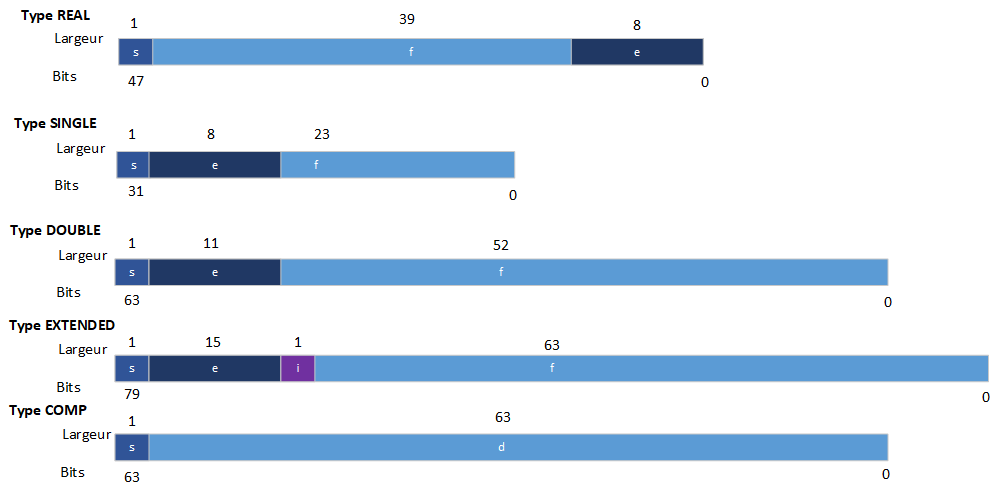 Type REAL
1 39 8
Largeur
s f e
Bits
47 0
Type SINGLE
1 8 23
Largeur
s e f
Bits
31 0
Type DOUBLE
1 11 52
Largeur
s e f
Bits
63 0
Type EXTENDED
1 15 1 63
Largeur
s e i f
Bits
79 0
Type COMP
1 63
Largeur
s d
Bits
63 0